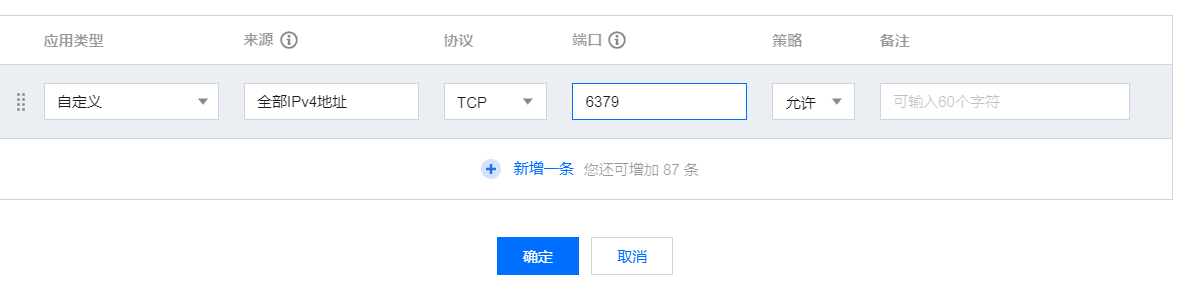 应用类型 来源 协议 端口 策略 备注
自定义 全部IPv4地址 TCP 6379 允许 可输入60个字符
新增一条 您还可增加 87 条
确定 取消